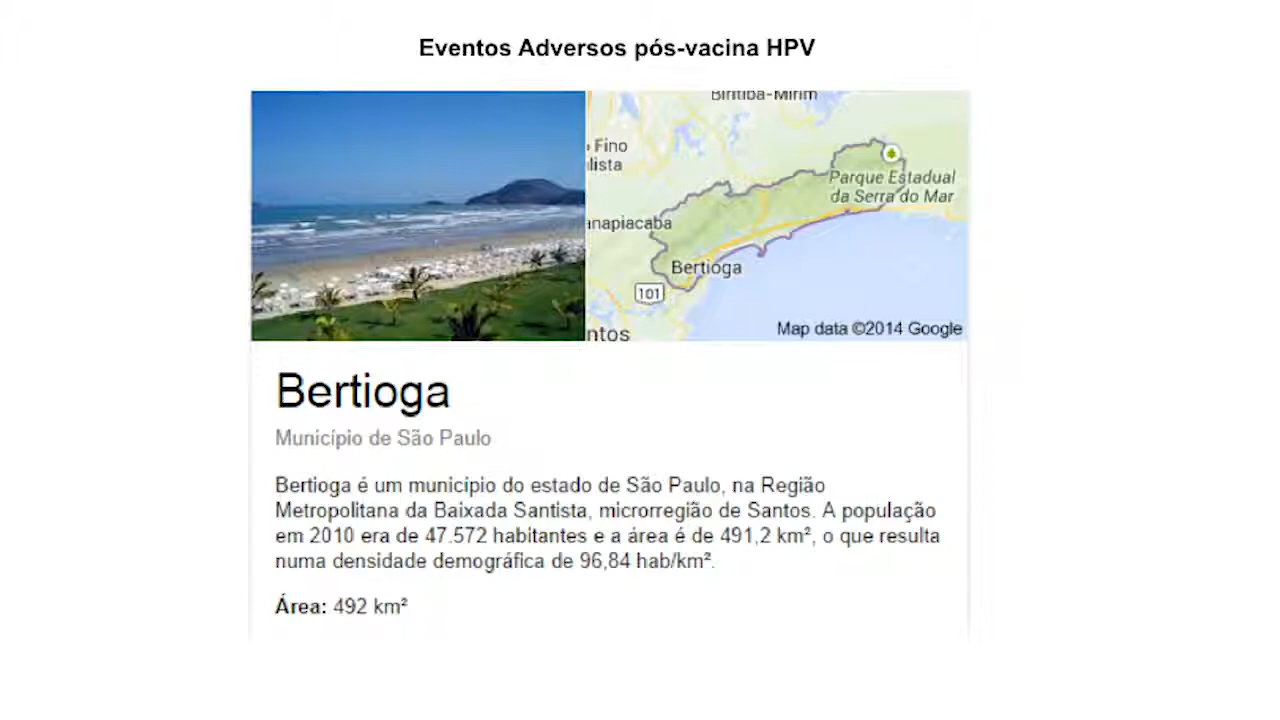 Eventos Adversos pós-vacina HPV
Biritiba-Mirim
Fino
lista
anapiacaba
Parque Estadual
da Serra do Mar
Bertioga
101
ntos
Map data ©2014 Google
Bertioga
Município de São Paulo
Bertioga é um município do estado de São Paulo, na Região
Metropolitana da Baixada Santista, microrregião de Santos. A população
em 2010 era de 47.572 habitantes e a área é de 491,2 km², o que resulta
numa densidade demográfica de 96,84 hab/km².
Área: 492 km²